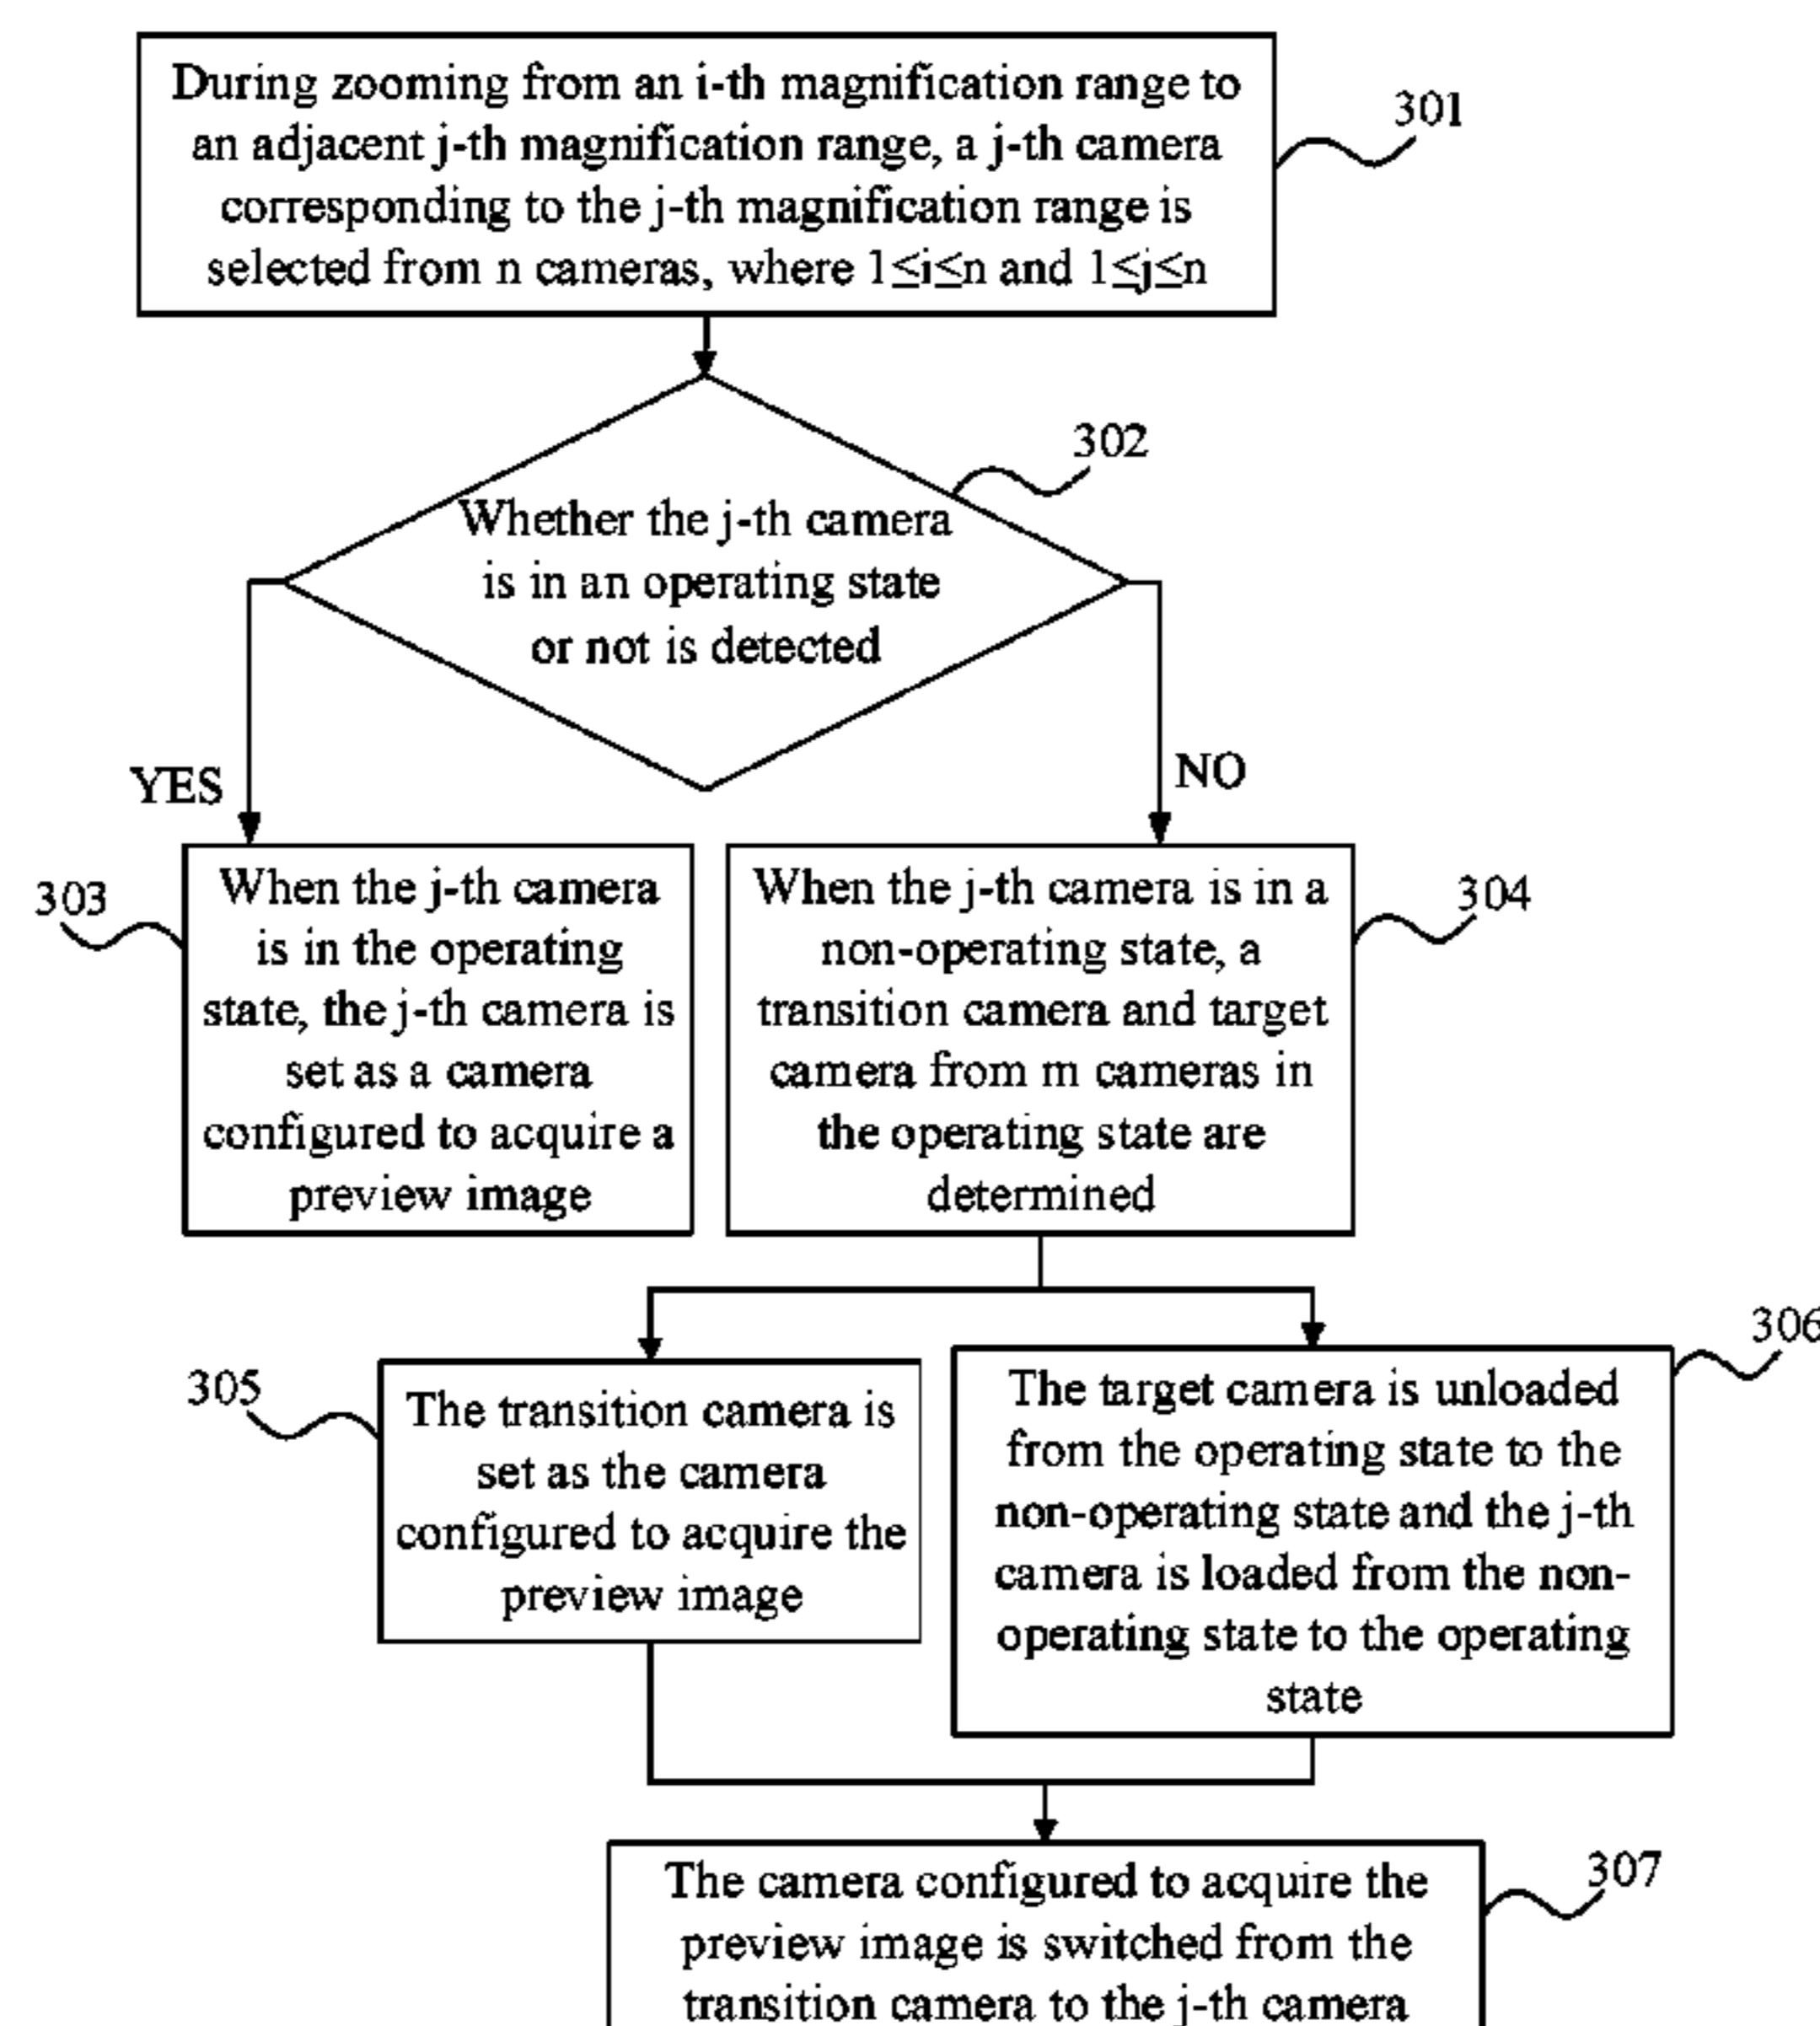 During zooming from an i-th magnification range to
an adjacent j-th magnification range, a j-th camera
corresponding to the j-th magnification range is
selected from n cameras, where 1≤i≤n and 1≤j≤n
301
302
Whether the j-th camera
is in an operating state
or not is detected
YES
NO
303
When the j-th camera
is in the operating
state, the j-th camera is
set as a camera
configured to acquire a
preview image
When the j-th camera is in a
non-operating state, a
transition camera and target
camera from m cameras in
the operating state are
determined
304
305
The transition camera is
set as the camera
configured to acquire the
preview image
306
The target camera is unloaded
from the operating state to the
non-operating state and the j-th
camera is loaded from the non-
operating state to the operating
state
The camera configured to acquire the
preview image is switched from the
transition camera to the j-th camera
307